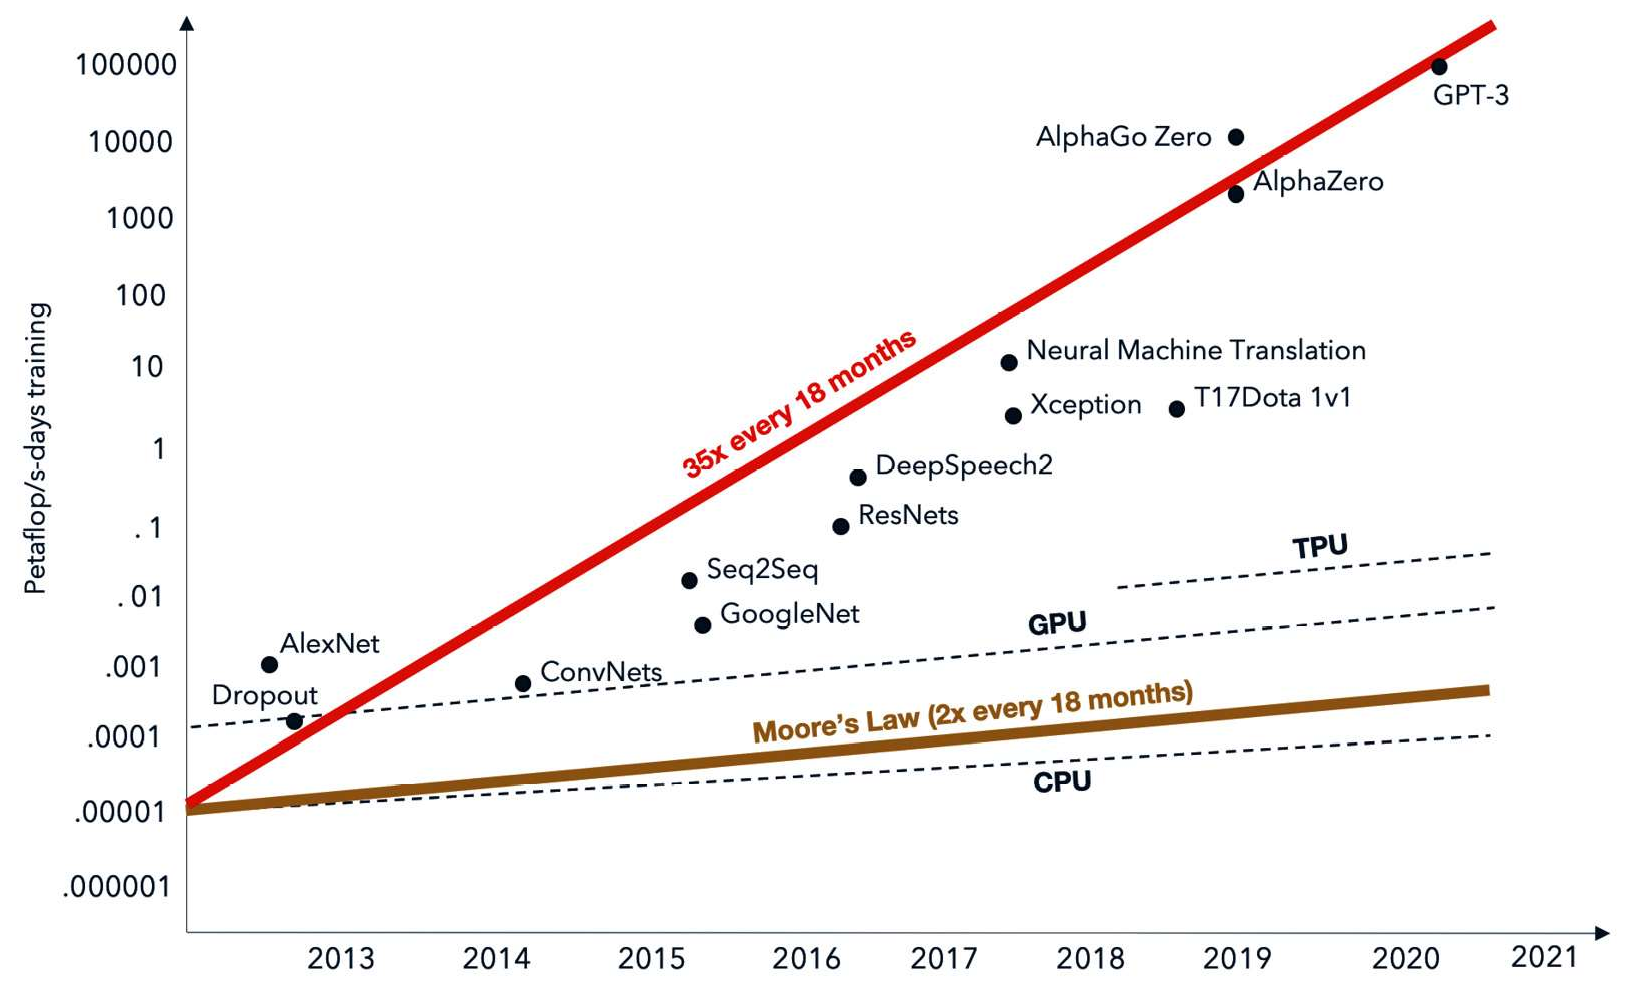 100000
10000
1000
100
10
1
.1
.01
.001
.0001
.00001
.000001
Petaflop/s-days training
GPT-3
AlphaGo Zero
AlphaZero
35x every 18 months
Neural Machine Translation
Xception
T17Dota 1v1
DeepSpeech2
ResNets
TPU
Seq2Seq
GoogleNet
GPU
AlexNet
ConvNets
Dropout
Moore's Law (2x every 18 months)
CPU
2013 2014 2015 2016 2017 2018 2019 2020 2021